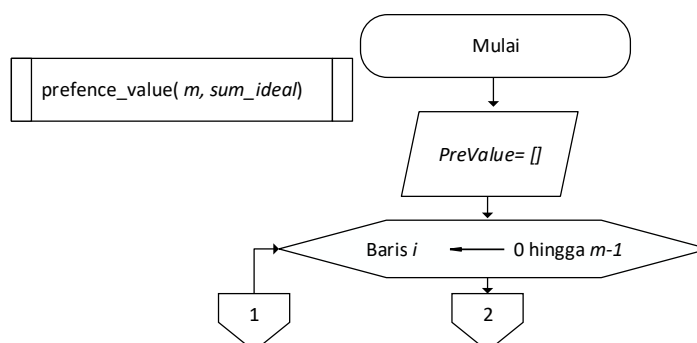 Mulai
prefence_value( m, sum_ideal)
PreValue= []
Baris i 0 hingga m-1
1
2